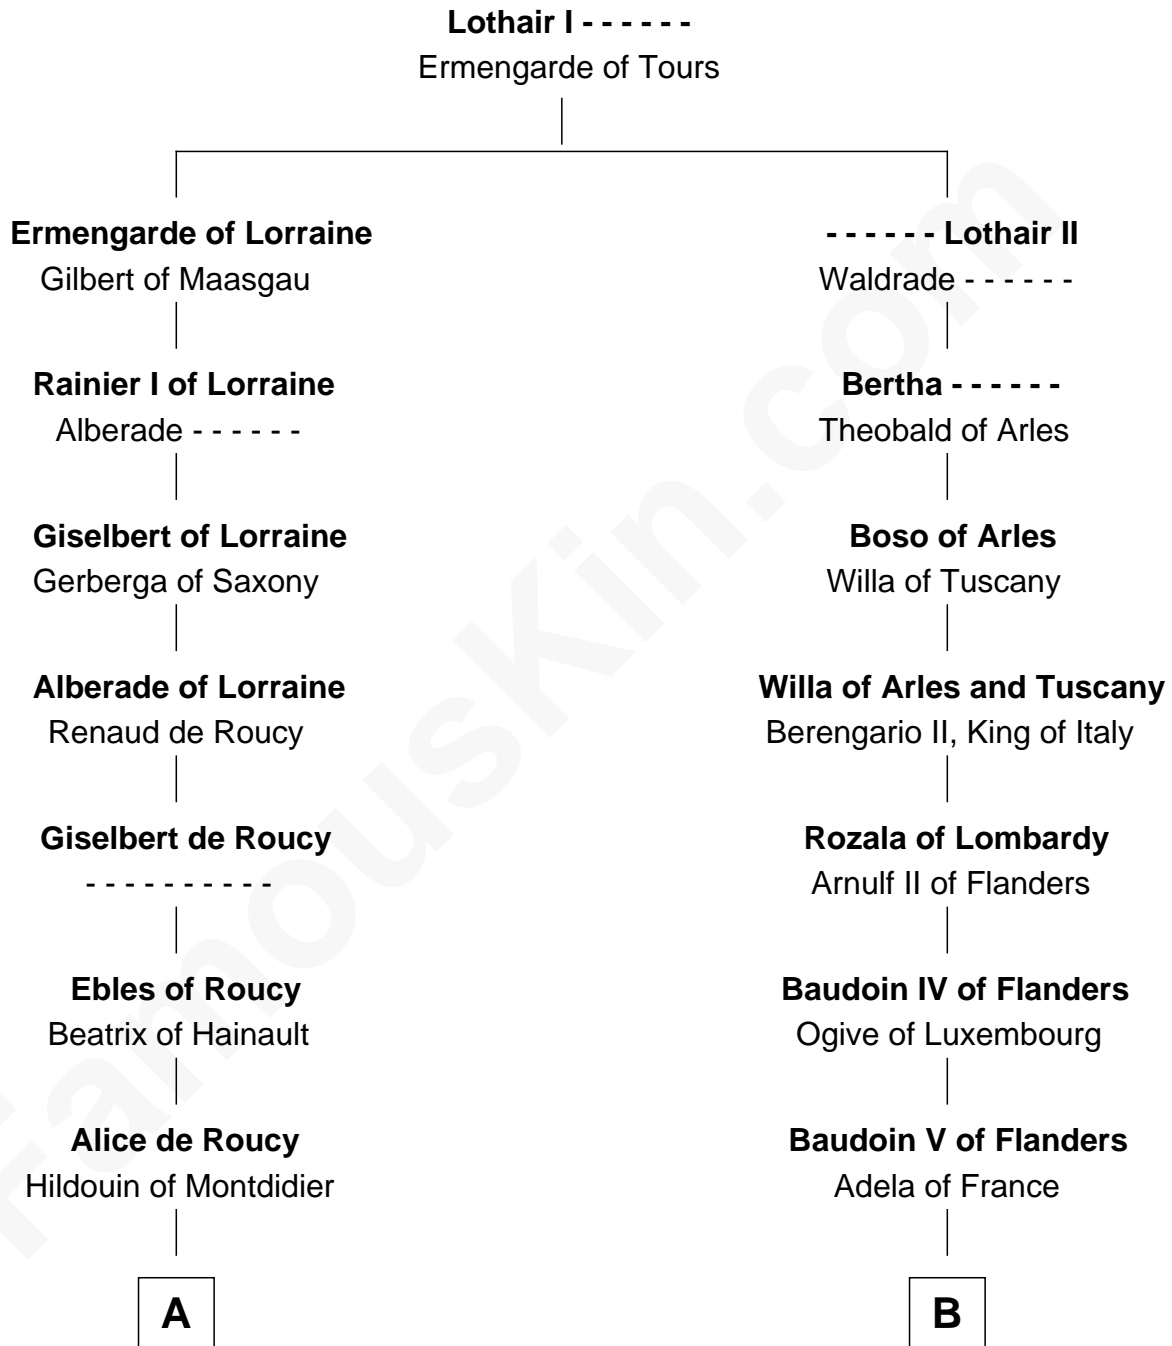 Lothair I - - - - - -
Ermengarde of Tours
Ermengarde of Lorraine
Gilbert of Maasgau
Rainier I of Lorraine
Alberade - - - - - -
Giselbert of Lorraine
Gerberga of Saxony
Alberade of Lorraine
Renaud de Roucy
Giselbert de Roucy
- - - - - - - - - -
Ebles of Roucy
Beatrix of Hainault
Alice de Roucy
Hildouin of Montdidier
A
- - - - - - Lothair II
Waldrade - - - - - -
Bertha - - - - - -
Theobald of Arles
Boso of Arles
Willa of Tuscany
Willa of Arles and Tuscany
Berengario II, King of Italy
Rozala of Lombardy
Arnulf II of Flanders
Baudoin IV of Flanders
Ogive of Luxembourg
Baudoin V of Flanders
Adela of France
B
FamousKin.com